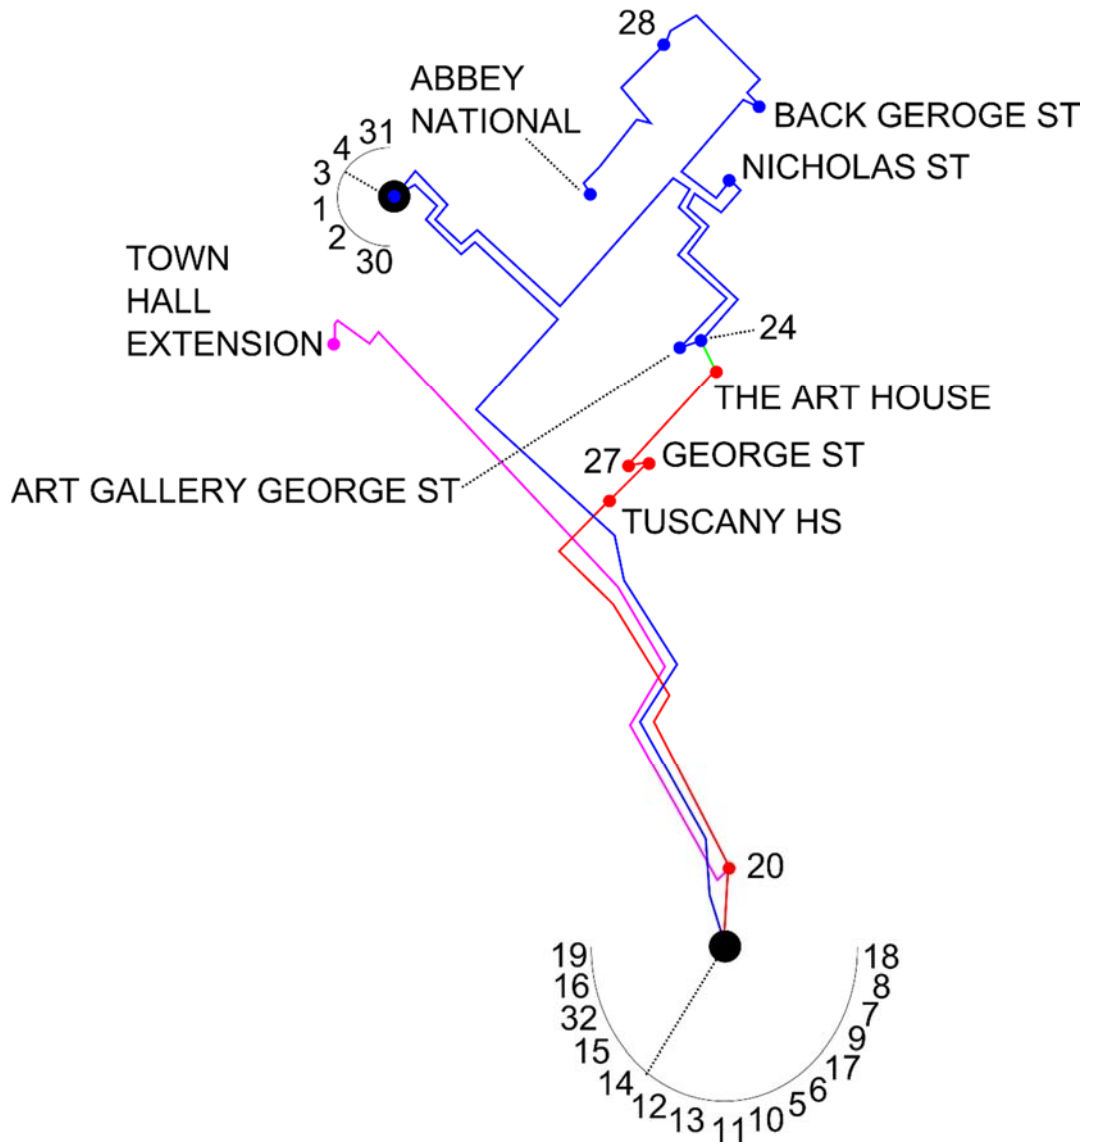 28
ABBEY
NATIONAL
BACK GEROGE ST
31
4
3
1
2
30
NICHOLAS ST
TOWN
HALL
EXTENSION
24
THE ART HOUSE
27
GEORGE ST
ART GALLERY GEORGE ST
TUSCANY HS
20
19
16
32
15
14
12
13
11
10
5
6
17
9
7
8
18